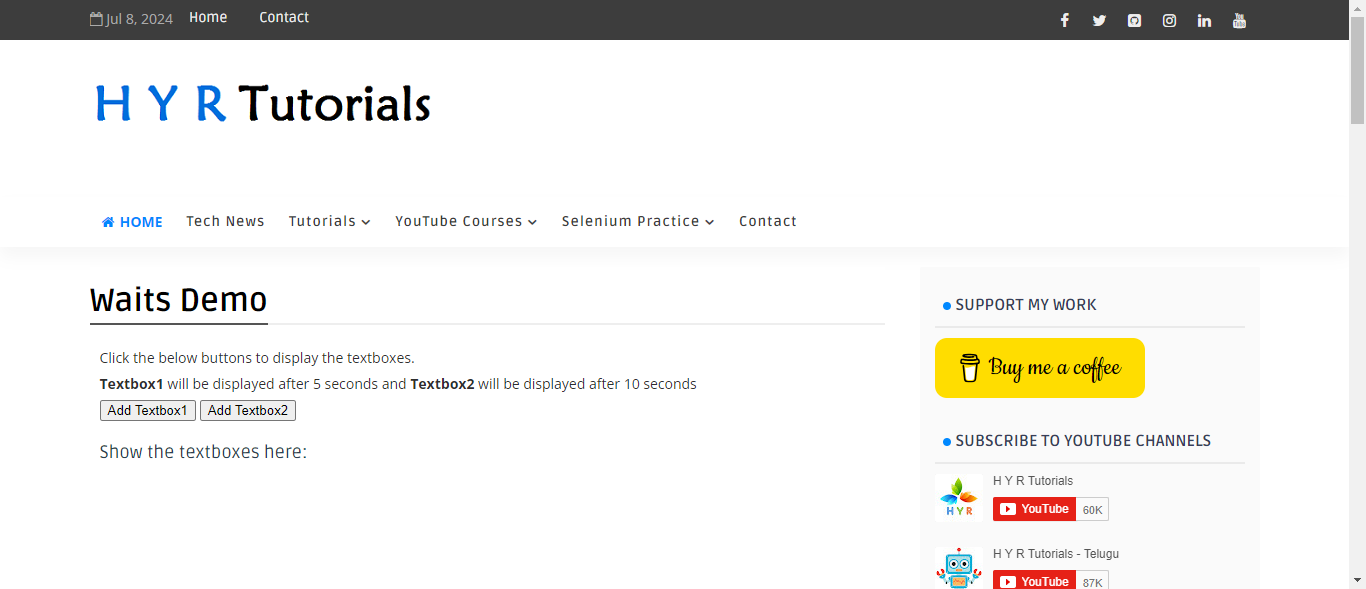 Jul 8, 2024 Home Contact
You Tube
H Y R Tutorials
HOME Tech News Tutorials YouTube Courses Selenium Practice Contact
Waits Demo
Click the below buttons to display the textboxes.
Textbox1 will be displayed after 5 seconds and Textbox2 will be displayed after 10 seconds
Add Textbox1 Add Textbox2
Show the textboxes here:
SUPPORT MY WORK
Buy me a coffee
SUBSCRIBE TO YOUTUBE CHANNELS
HYR
H Y R Tutorials
YouTube 60K
H Y R Tutorials - Telugu
YouTube 87K